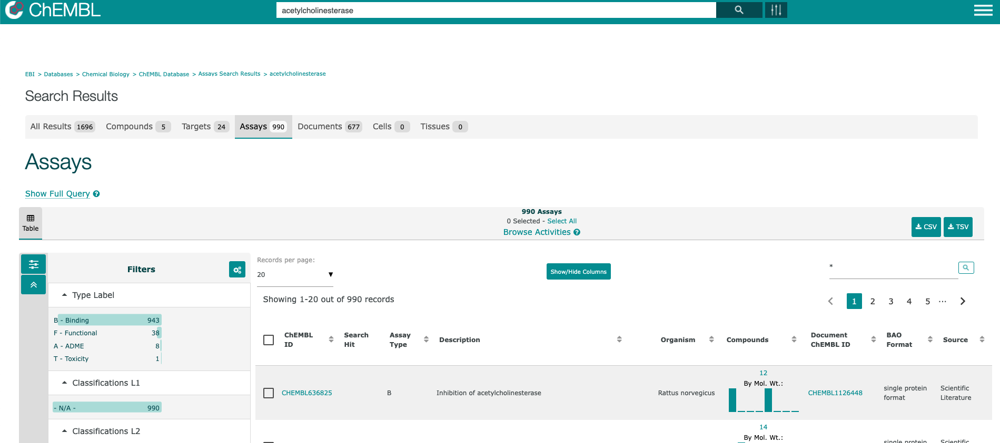 ChEMBL
acetylcholinesterase
EBI > Databases > Chemical Biology > ChEMBL Database > Assays Search Results > acetylcholinesterase
Search Results
All Results 1696 Compounds 5 Targets 24 Assays 990 Documents 677 Cells 0 Tissues 0
Assays
Show Full Query ?
990 Assays
0 Selected - Select All
Browse Activities ?
Table
CSV TSV
Filters
Type Label
B - Binding 943
F - Functional 38
A - ADME 8
T - Toxicity 1
Classifications L1
- N/A - 990
Classifications L2
Records per page:
20
Show/Hide Columns
*
Showing 1-20 out of 990 records
1 2 3 4 5 ...
ChEMBL ID Search Hit Assay Type Description Organism Compounds Document ChEMBL ID BAO Format Source
CHEMBL636825 B Inhibition of acetylcholinesterase Rattus norvegicus 12 By Mol. Wt.: CHEMBL1126448 single protein format Scientific Literature
14
By Mol. Wt.:
single protein Scientific